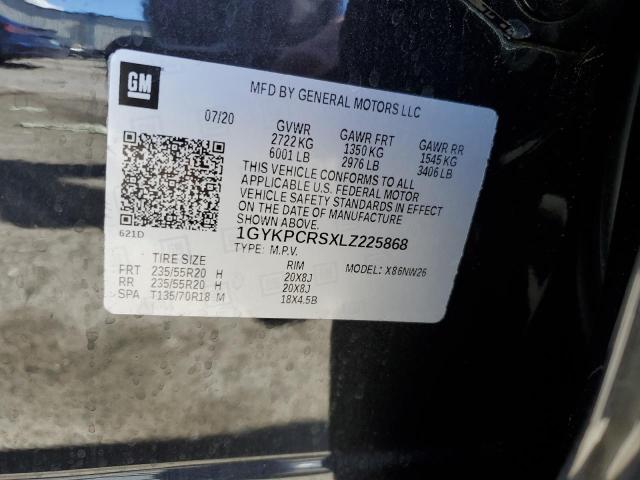 GM
MFD BY GENERAL MOTORS LLC
07/20
GVWR GAWR FRT GAWR RR
2722 KG 1350 KG 1545 KG
6001 LB 2976 LB 3406 LB
THIS VEHICLE CONFORMS TO ALL
APPLICABLE U.S. FEDERAL MOTOR
VEHICLE SAFETY STANDARDS IN EFFECT
ON THE DATE OF MANUFACTURE
SHOWN ABOVE.
1GYKPCRSXLZ225868
621D
TYPE: M.P.V. MODEL: X86NW26
TIRE SIZE RIM
FRT 235/55R20 H 20X8J
RR 235/55R20 H 20X8J
SPA T135/70R18 M 18X4.5B